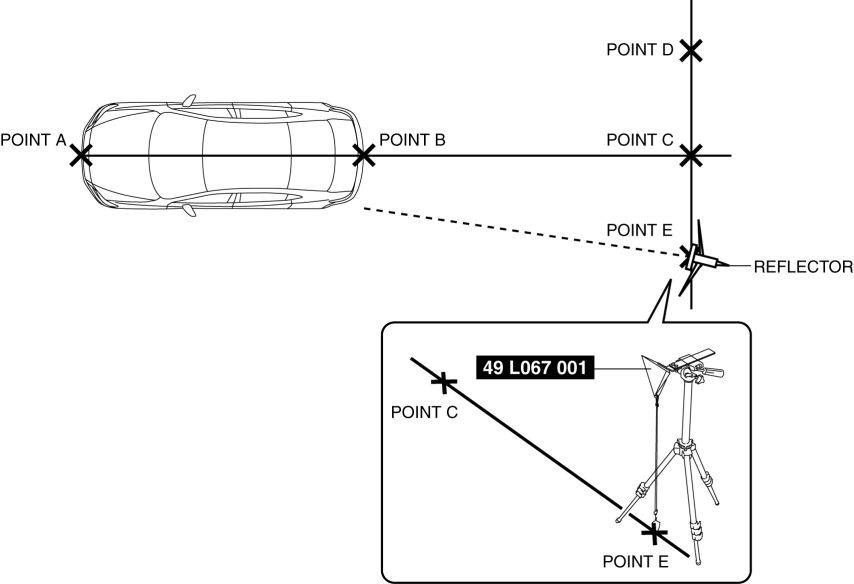 POINT D
POINT A
POINT B
POINT C
POINT E
REFLECTOR
49 L067 001
POINT C
POINT E